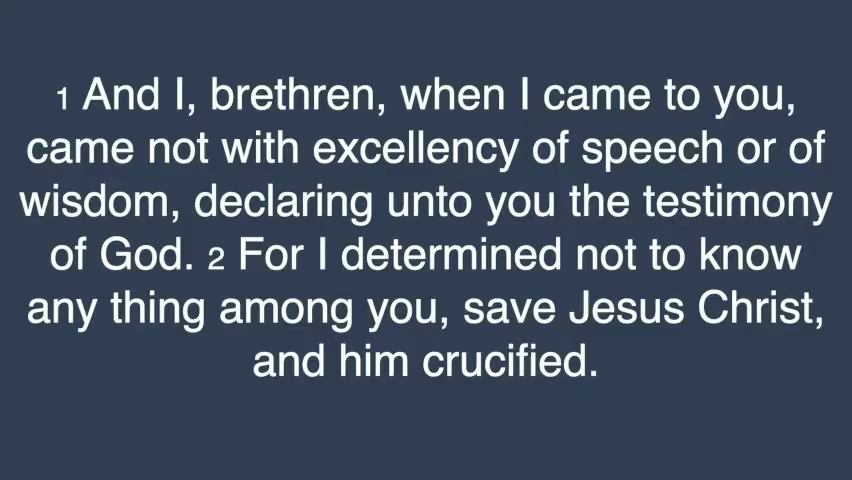 1 And I, brethren, when I came to you,
came not with excellency of speech or of
wisdom, declaring unto you the testimony
of God. 2 For I determined not to know
any thing among you, save Jesus Christ,
and him crucified.